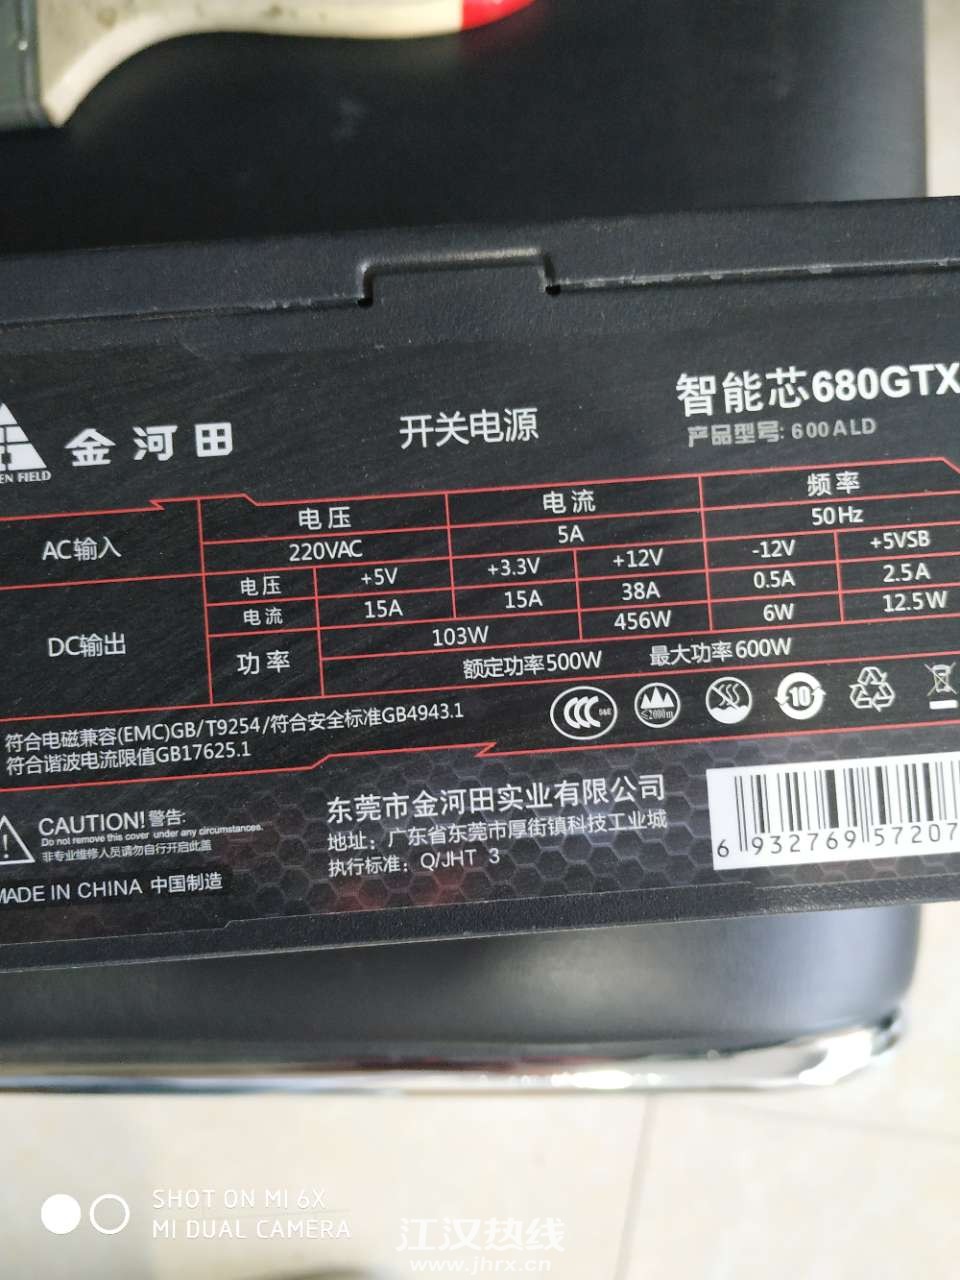 智能芯680GTX
金河田
开关电源
产品型号: 600ALD
EN FIELD
AC输入 电压 电流 频率
220VAC 5A 50Hz
DC输出 电压 +5V +3.3V +12V -12V +5VSB
电流 15A 15A 38A 0.5A 2.5A
功率 103W 456W 6W 12.5W
额定功率500W 最大功率600W
符合电磁兼容(EMC)GB/T9254/符合安全标准GB4943.1
符合谐波电流限值GB17625.1
CCC S&E
≤2000m
10
CAUTION! 警告:
Do not remove this cover under any circumstances.
非专业维修人员请勿自行开启此盖
MADE IN CHINA 中国制造
东莞市金河田实业有限公司
地址: 广东省东莞市厚街镇科技工业城
执行标准: Q/JHT 3
6 932769 57207
SHOT ON MI 6X
MI DUAL CAMERA
江汉热线
www.jhrx.cn